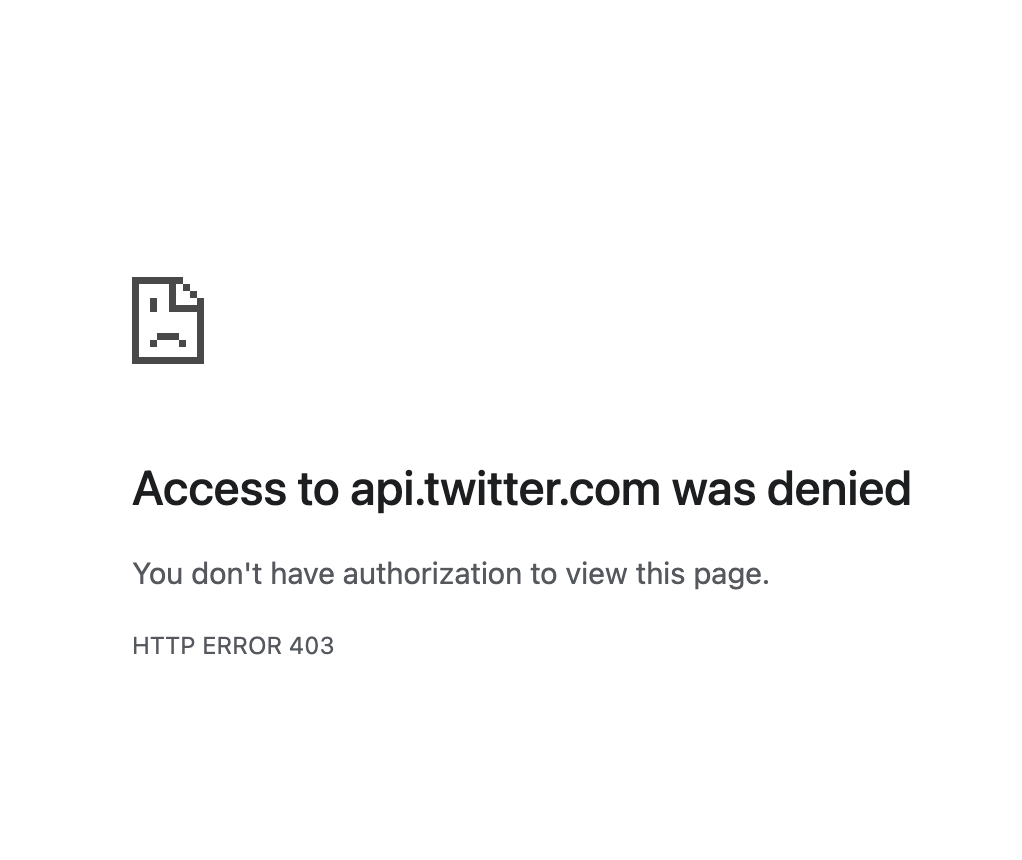 Access to api.twitter.com was denied
You don't have authorization to view this page.
HTTP ERROR 403